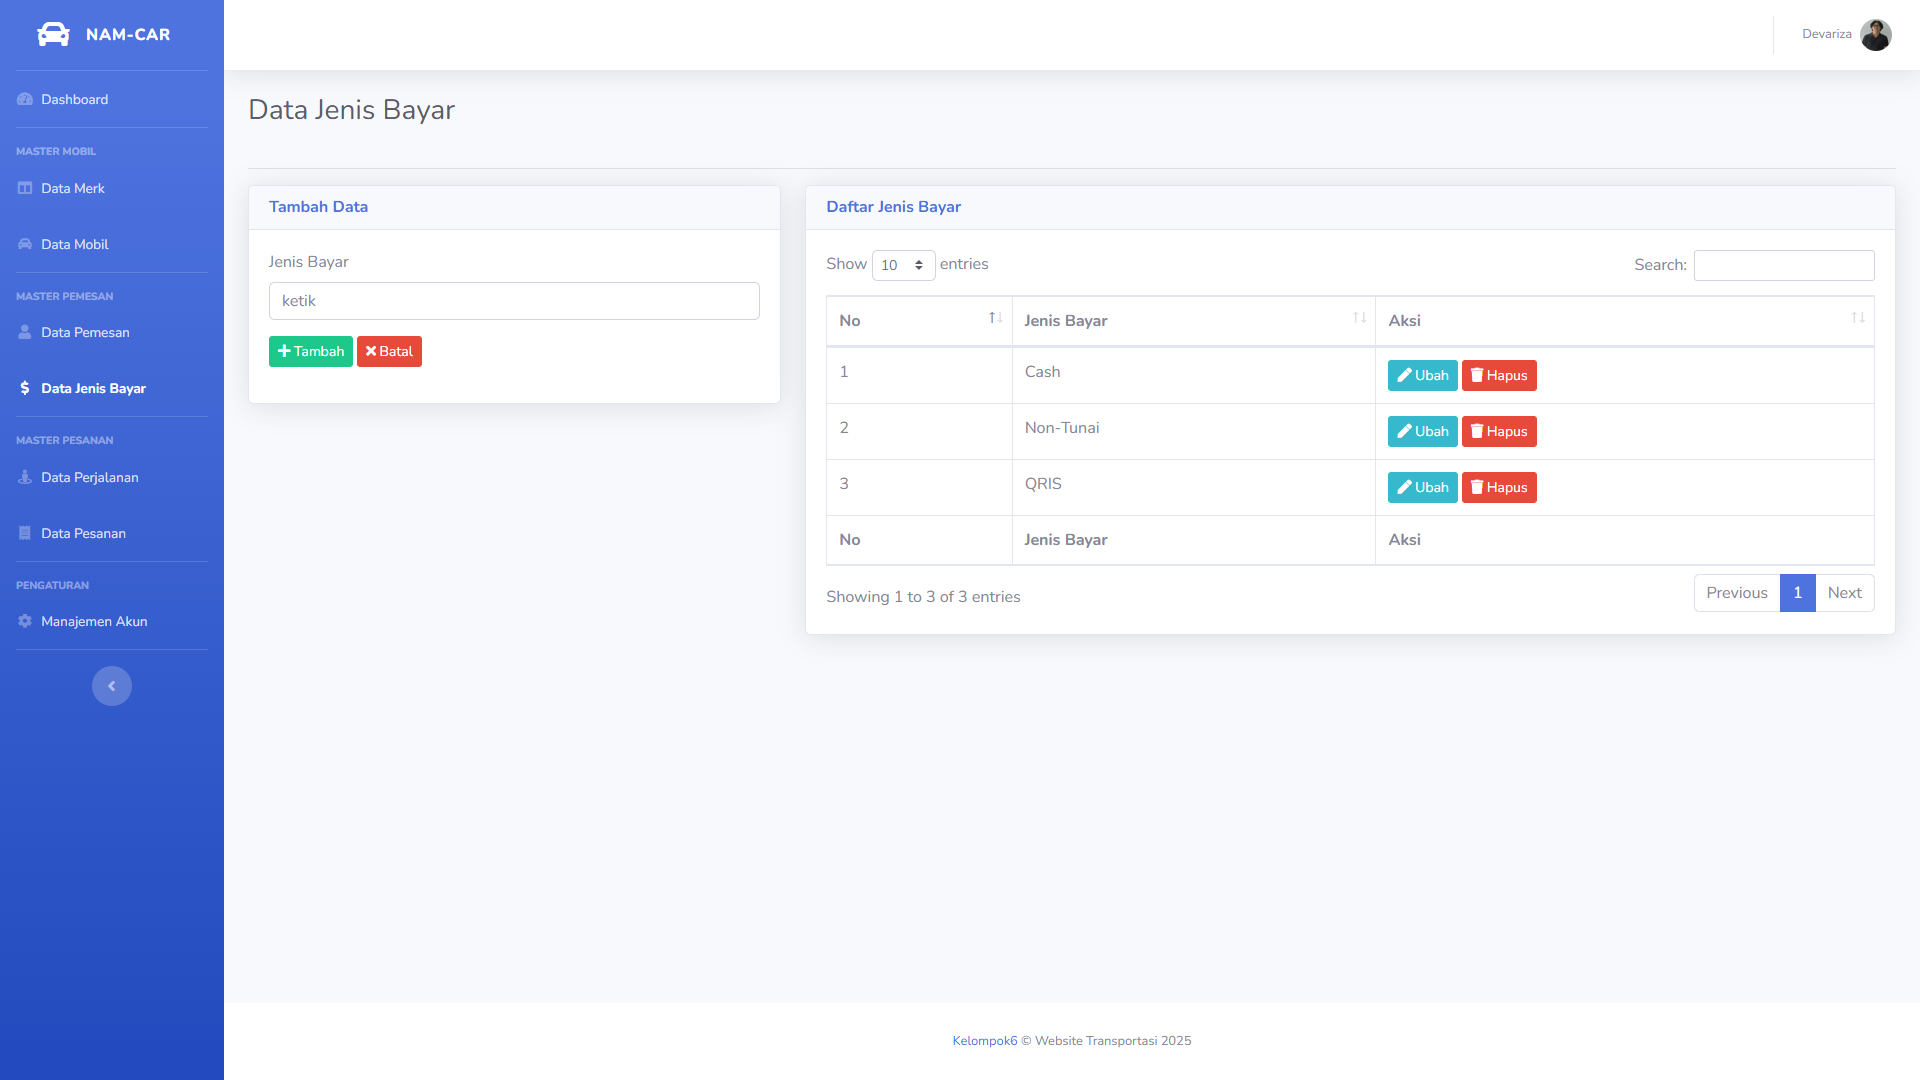 NAM-CAR
Devariza
Dashboard
MASTER MOBIL
Data Merk
Data Mobil
MASTER PEMESAN
Data Pemesan
Data Jenis Bayar
MASTER PESANAN
Data Perjalanan
Data Pesanan
PENGATURAN
Manajemen Akun
Data Jenis Bayar
Tambah Data
Jenis Bayar
ketik
Tambah Batal
Daftar Jenis Bayar
Show 10 entries Search:
No Jenis Bayar Aksi
1 Cash Ubah Hapus
2 Non-Tunai Ubah Hapus
3 QRIS Ubah Hapus
No Jenis Bayar Aksi
Showing 1 to 3 of 3 entries Previous 1 Next
Kelompok6 © Website Transportasi 2025